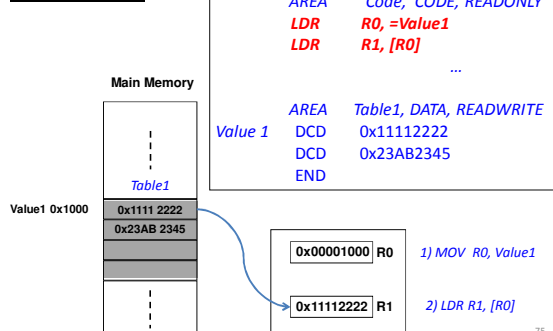 AREA Code, CODE, READONLY
LDR R0, =Value1
LDR R1, [R0]
...
AREA Table1, DATA, READWRITE
Value 1 DCD 0x11112222
DCD 0x23AB2345
END
Main Memory
Table1
Value1 0x1000 0x1111 2222
0x23AB 2345
0x00001000 R0 1) MOV R0, Value1
0x11112222 R1 2) LDR R1, [R0]
75